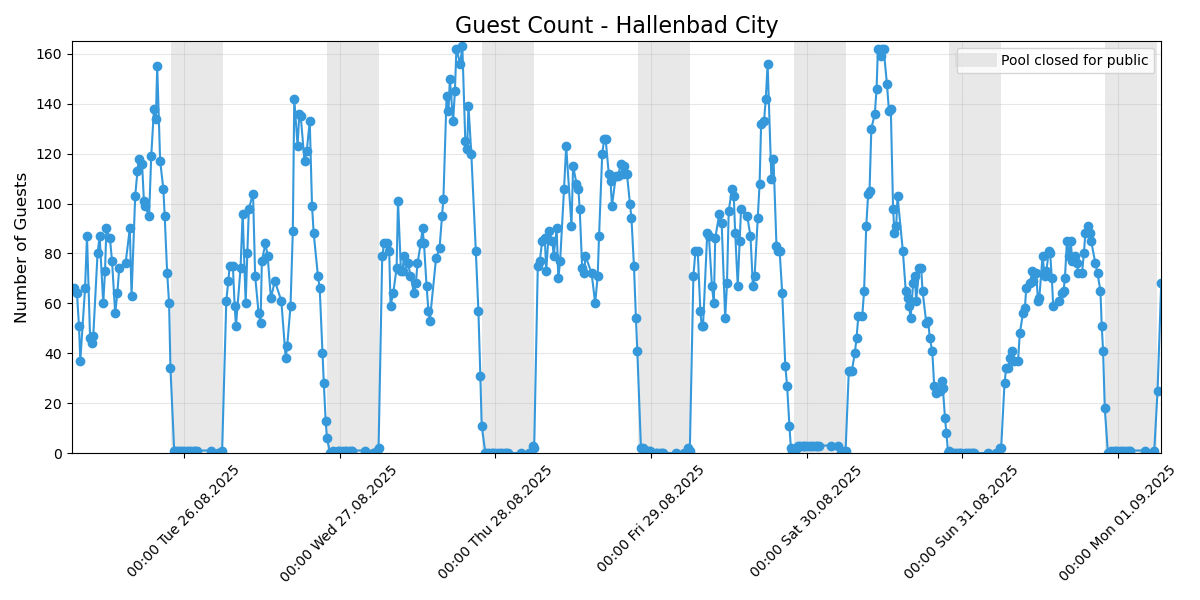 Guest Count - Hallenbad City
Pool closed for public
Number of Guests
160
140
120
100
80
60
40
20
0
00:00 Tue 26.08.2025
00:00 Wed 27.08.2025
00:00 Thu 28.08.2025
00:00 Fri 29.08.2025
00:00 Sat 30.08.2025
00:00 Sun 31.08.2025
00:00 Mon 01.09.2025